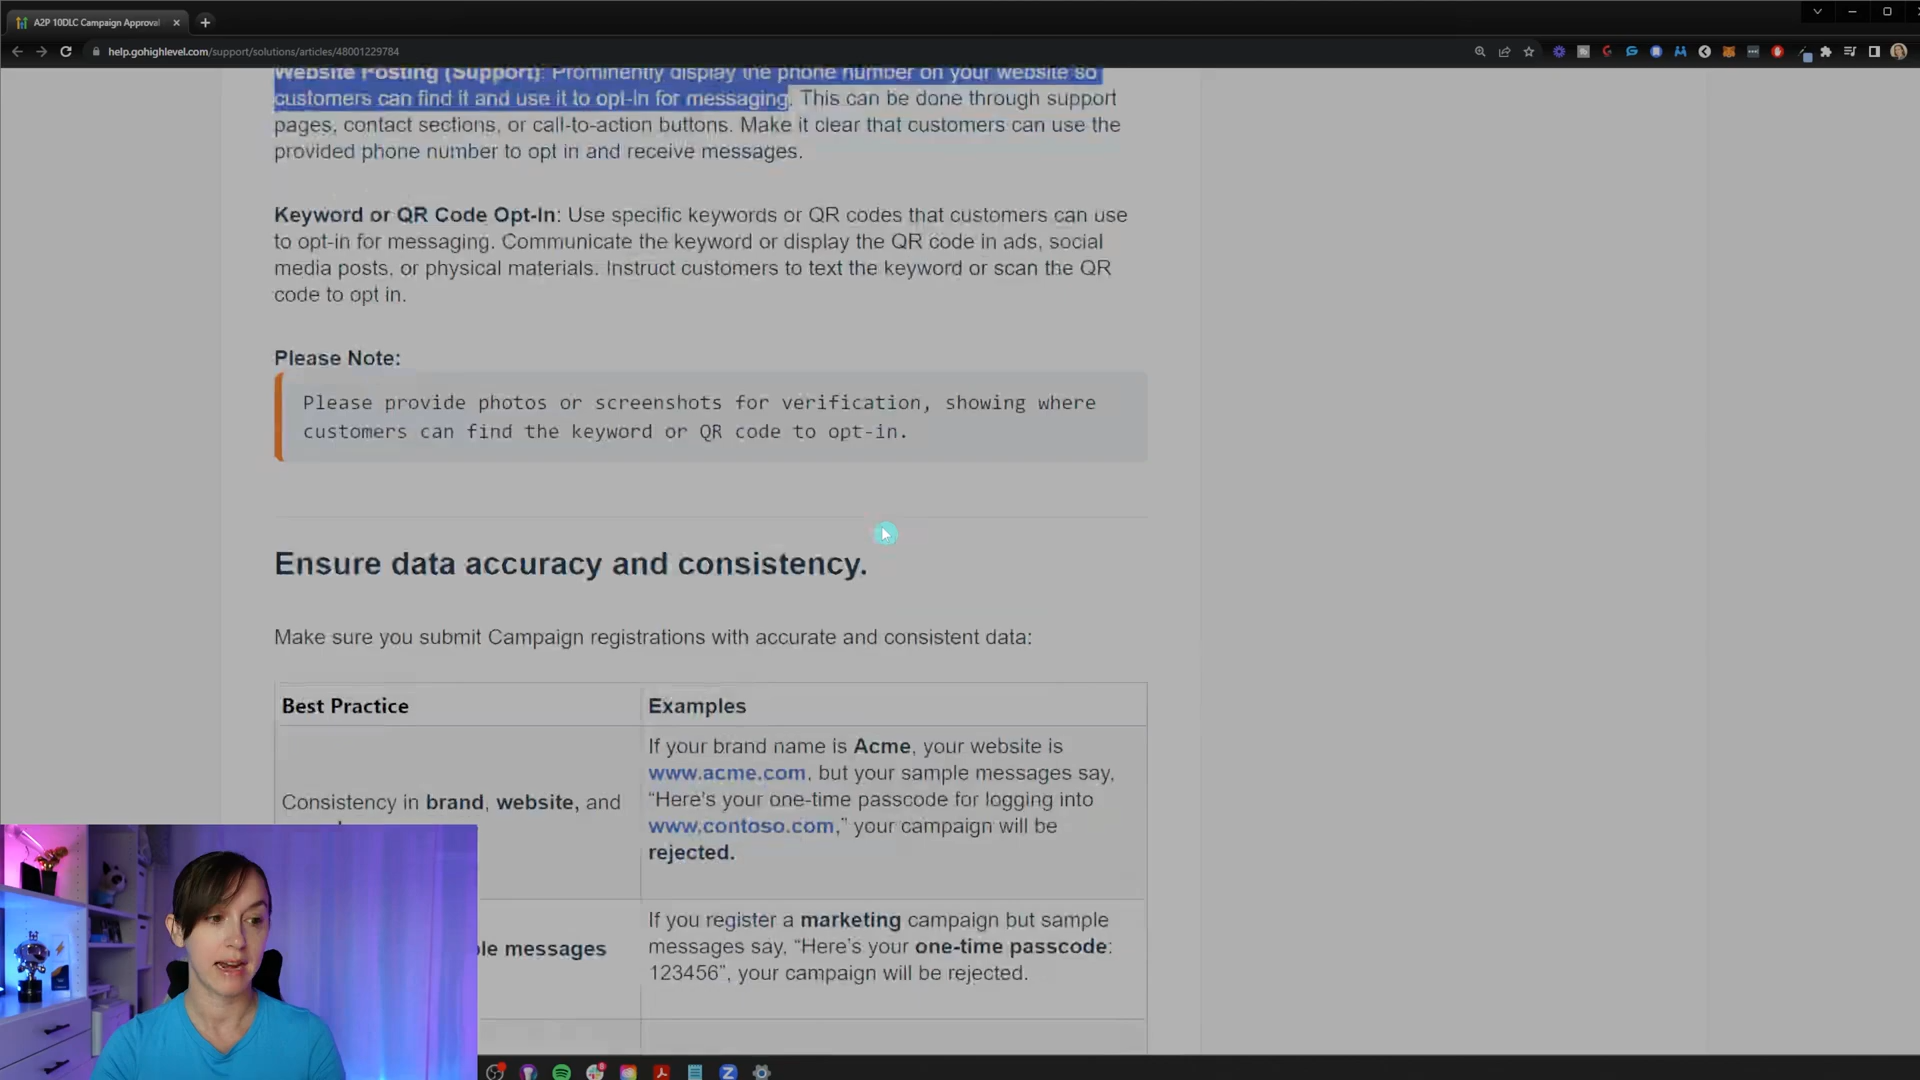 A2P 10DLC Campaign Approval
help.gohighlevel.com/support/solutions/articles/48001229784
Website Posting (Support): Prominently display the phone number on your website so
customers can find it and use it to opt-in for messaging. This can be done through support
pages, contact sections, or call-to-action buttons. Make it clear that customers can use the
provided phone number to opt in and receive messages.
Keyword or QR Code Opt-In: Use specific keywords or QR codes that customers can use
to opt-in for messaging. Communicate the keyword or display the QR code in ads, social
media posts, or physical materials. Instruct customers to text the keyword or scan the QR
code to opt in.
Please Note:
Please provide photos or screenshots for verification, showing where
customers can find the keyword or QR code to opt-in.
Ensure data accuracy and consistency.
Make sure you submit Campaign registrations with accurate and consistent data:
Best Practice
Examples
Consistency in brand, website, and
If your brand name is Acme, your website is
www.acme.com, but your sample messages say,
“Here’s your one-time passcode for logging into
www.contoso.com,” your campaign will be
rejected.
messages
If you register a marketing campaign but sample
messages say, “Here’s your one-time passcode:
123456”, your campaign will be rejected.